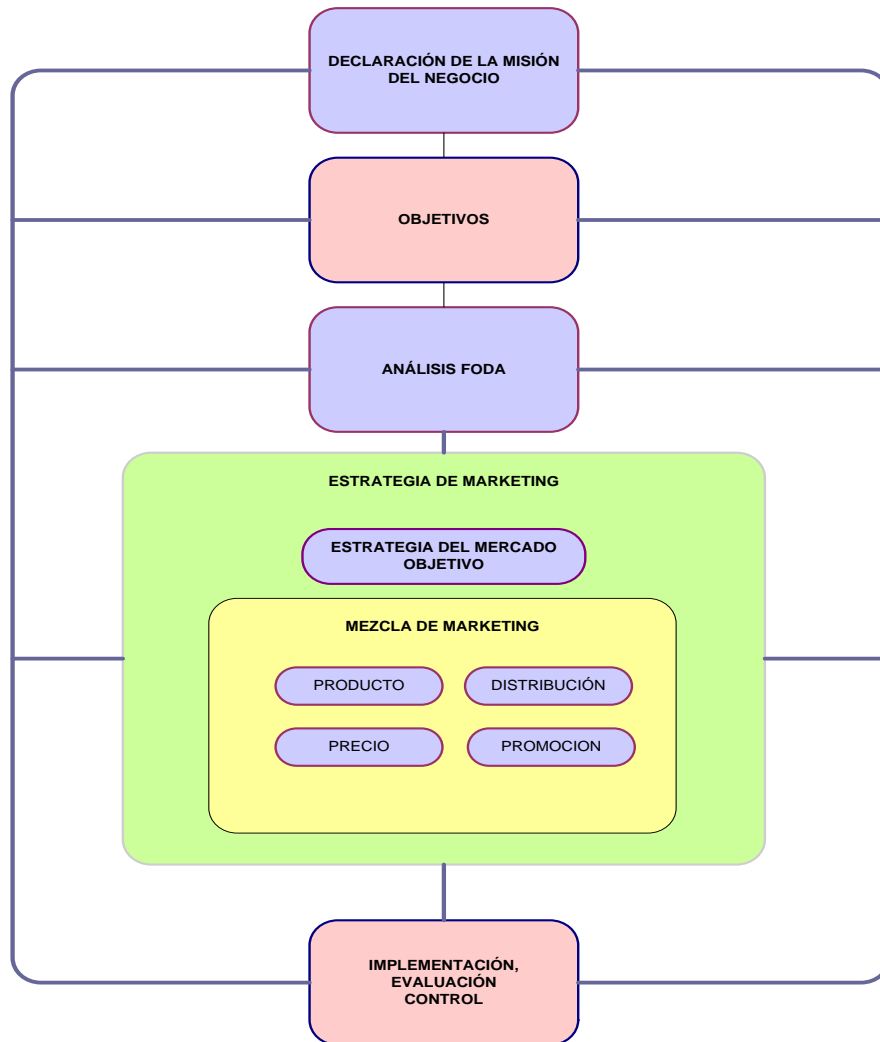 DECLARACIÓN DE LA MISIÓN
DEL NEGOCIO
OBJETIVOS
ANÁLISIS FODA
ESTRATEGIA DE MARKETING
ESTRATEGIA DEL MERCADO
OBJETIVO
MEZCLA DE MARKETING
PRODUCTO
DISTRIBUCIÓN
PRECIO
PROMOCION
IMPLEMENTACIÓN,
EVALUACIÓN
CONTROL